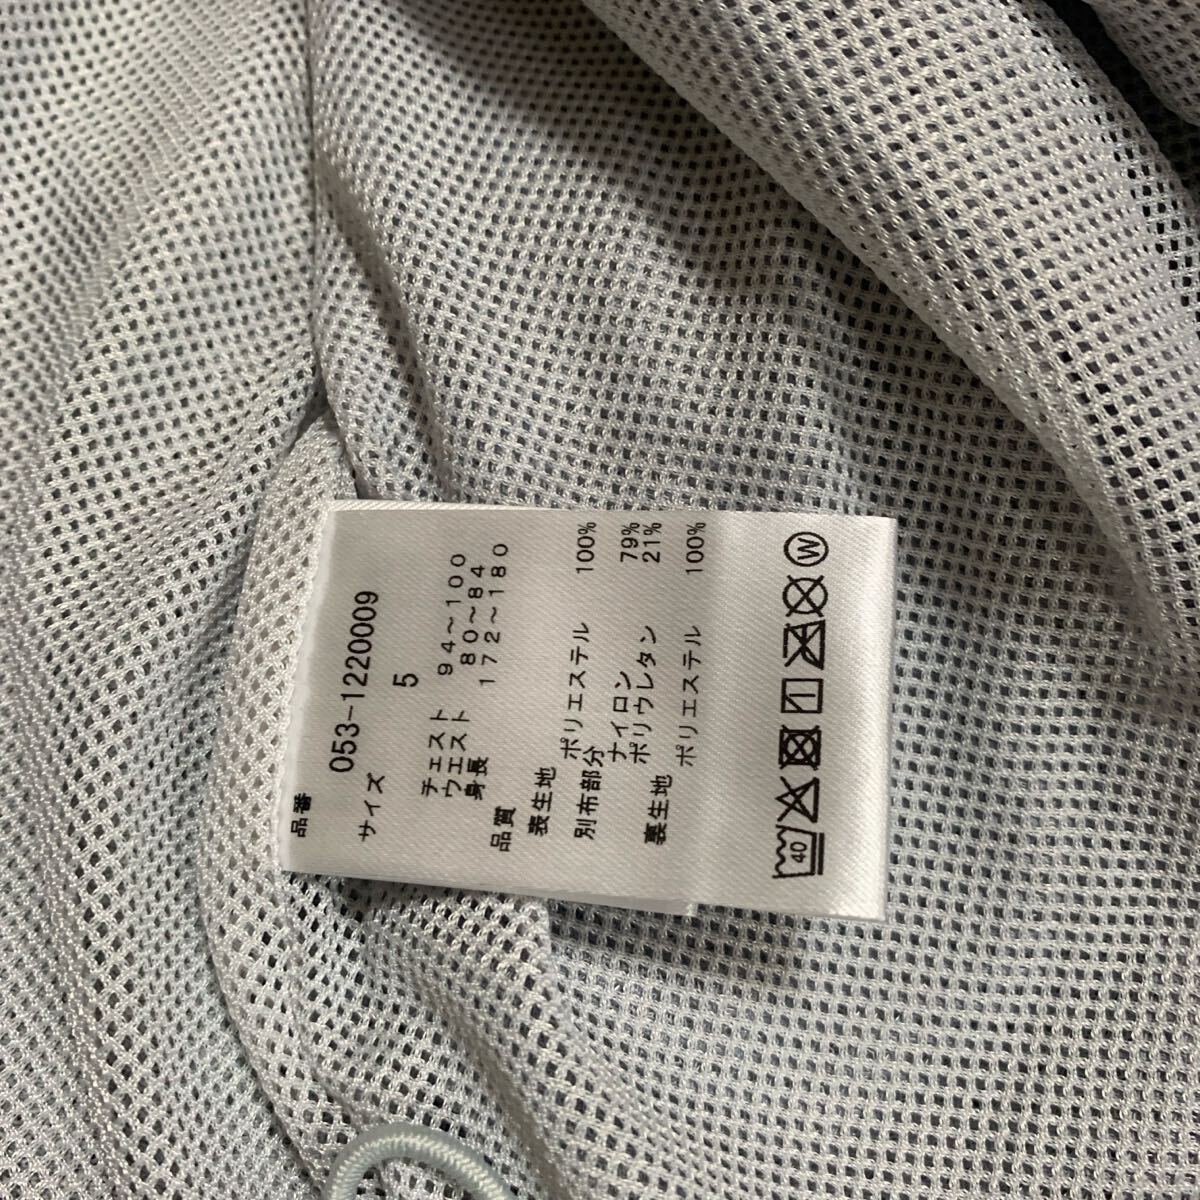 品番
053-1220009
サイズ 5
チェスト 94～100
ウエスト 80～84
身長 172～180
品質
表生地
ポリエステル 100%
別布部分
ナイロン 79%
ポリウレタン 21%
裏生地
ポリエステル 100%
40
W